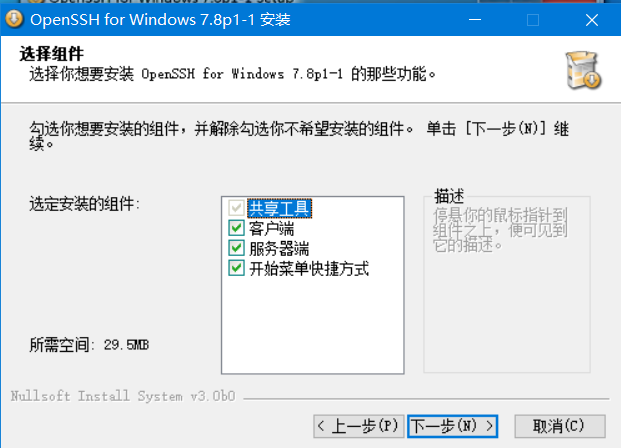 OpenSSH for Windows 7.8p1-1 安装
选择组件
选择你想要安装 OpenSSH for Windows 7.8p1-1 的那些功能。
勾选你想要安装的组件，并解除勾选你不希望安装的组件。 单击 [下一步(N)] 继
续。
选定安装的组件:
共享工具
客户端
服务器端
开始菜单快捷方式
描述
停悬你的鼠标指针到
组件之上，便可见到
它的描述。
所需空间: 29.5MB
Nullsoft Install System v3.0b0
< 上一步(P)
下一步(N) >
取消(C)